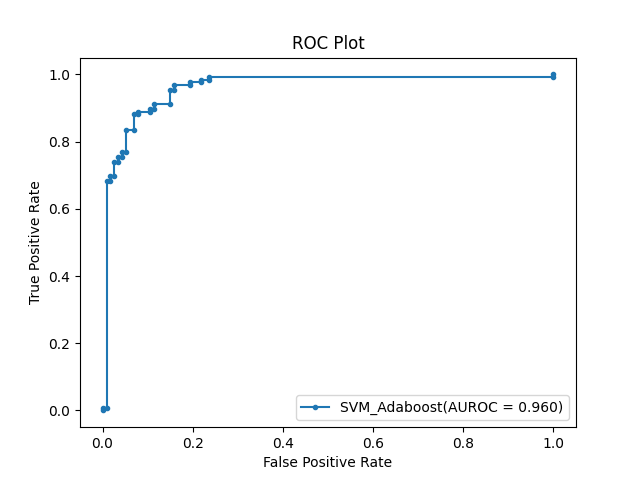 ROC Plot
True Positive Rate
1.0
0.8
0.6
0.4
0.2
0.0
SVM_Adaboost(AUROC = 0.960)
0.0 0.2 0.4 0.6 0.8 1.0
False Positive Rate